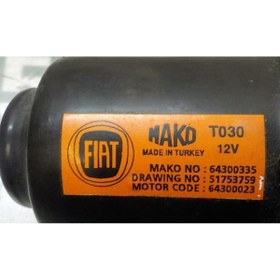 FIAT
MAKO T030
MADE IN TURKEY 12V
MAKO NO : 64300335
DRAWING NO : 51753759
MOTOR CODE : 64300023